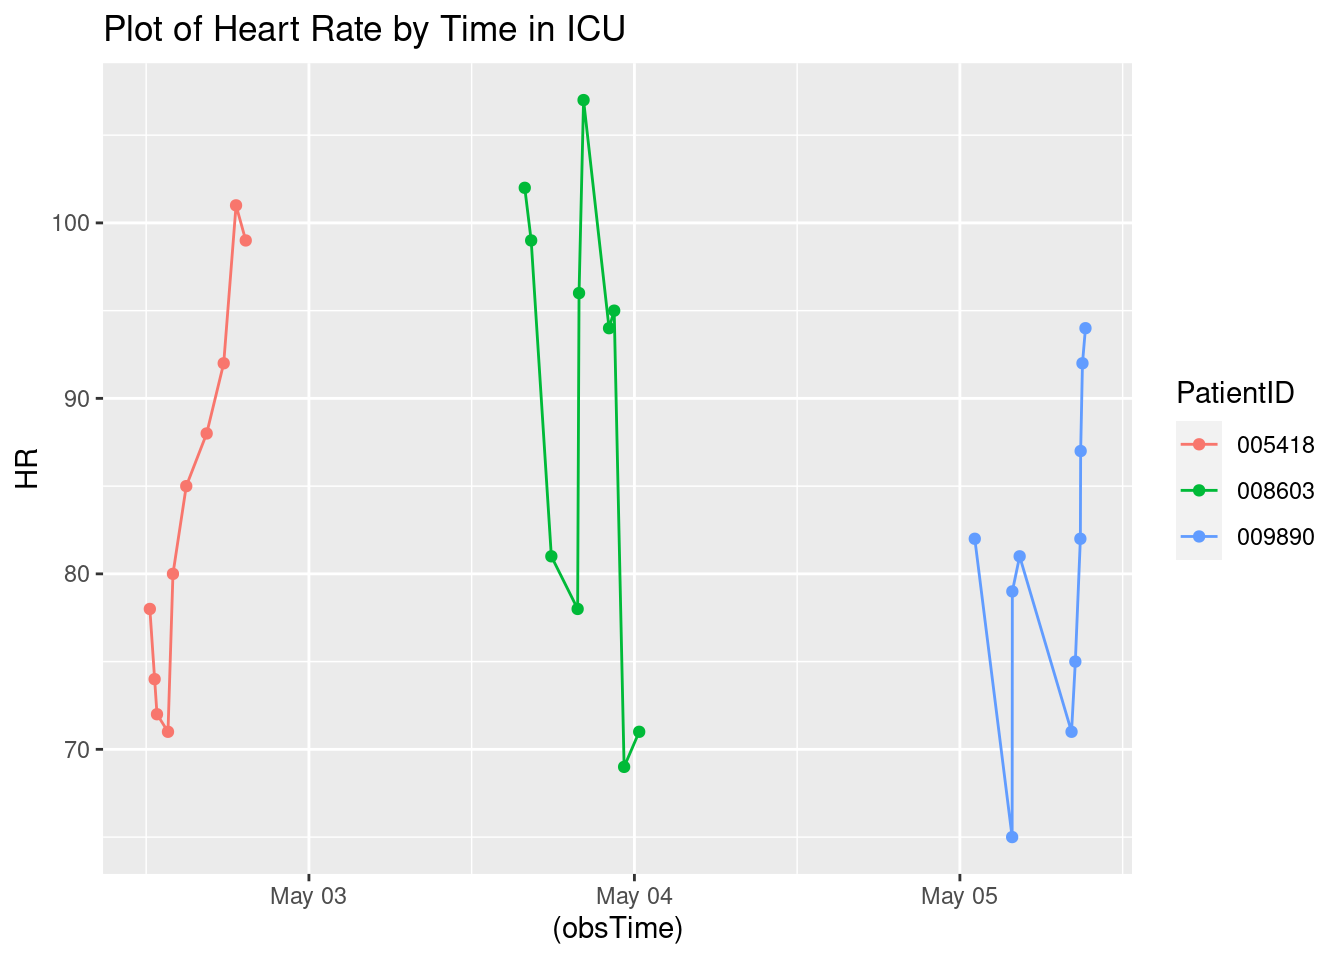 Plot of Heart Rate by Time in ICU
HR
100
90
80
70
May 03
May 04
May 05
(obsTime)
PatientID
005418
008603
009890